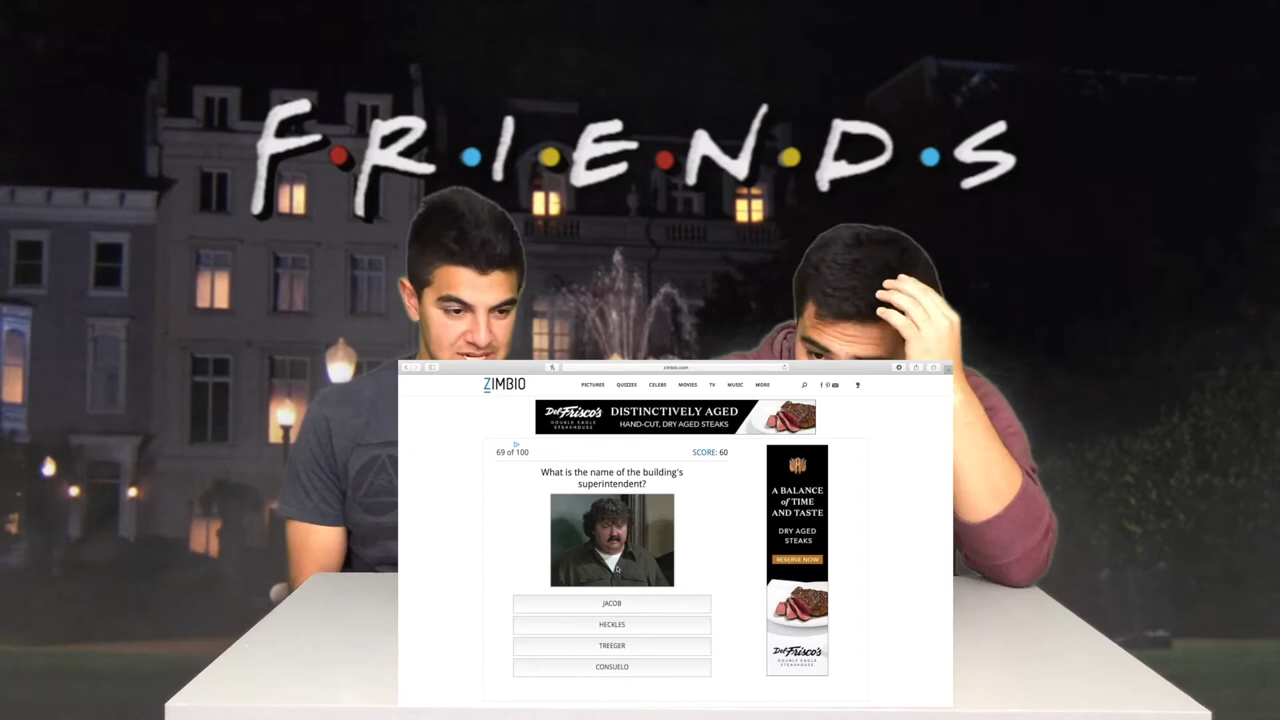 F.R.I.E.N.D.S
zimbio.com
ZIMBIO
PICTURES QUIZZES CELEBS MOVIES TV MUSIC MORE
Del Frisco's
DOUBLE EAGLE
STEAKHOUSE
DISTINCTIVELY AGED
HAND-CUT, DRY AGED STEAKS
69 of 100
SCORE: 60
What is the name of the building's
superintendent?
JACOB
HECKLES
TREEGER
CONSUELO
A BALANCE
of TIME
AND TASTE
DRY AGED
STEAKS
RESERVE NOW
Del Frisco's
DOUBLE EAGLE
STEAKHOUSE